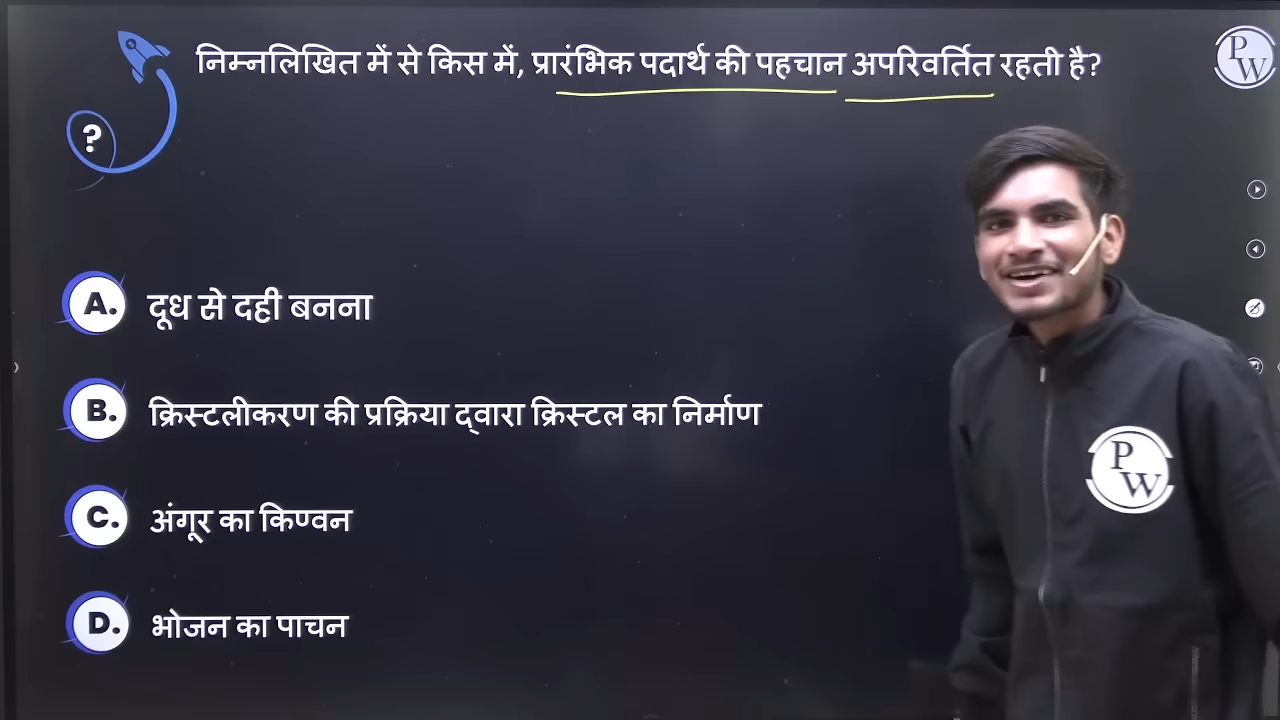 निम्नलिखित में से किस में, प्रारंभिक पदार्थ की पहचान अपरिवर्तित रहती है?
PW
?
A. दूध से दही बनना
B. क्रिस्टलीकरण की प्रक्रिया द्वारा क्रिस्टल का निर्माण
PW
C. अंगूर का किण्वन
D. भोजन का पाचन